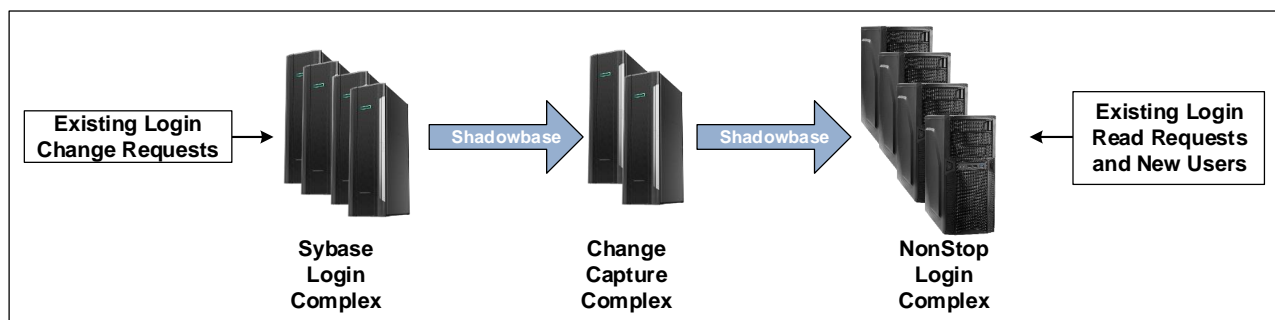 Existing Login
Change Requests
Shadowbase
Shadowbase
Existing Login
Read Requests
and New Users
Sybase
Login
Complex
Change
Capture
Complex
NonStop
Login
Complex